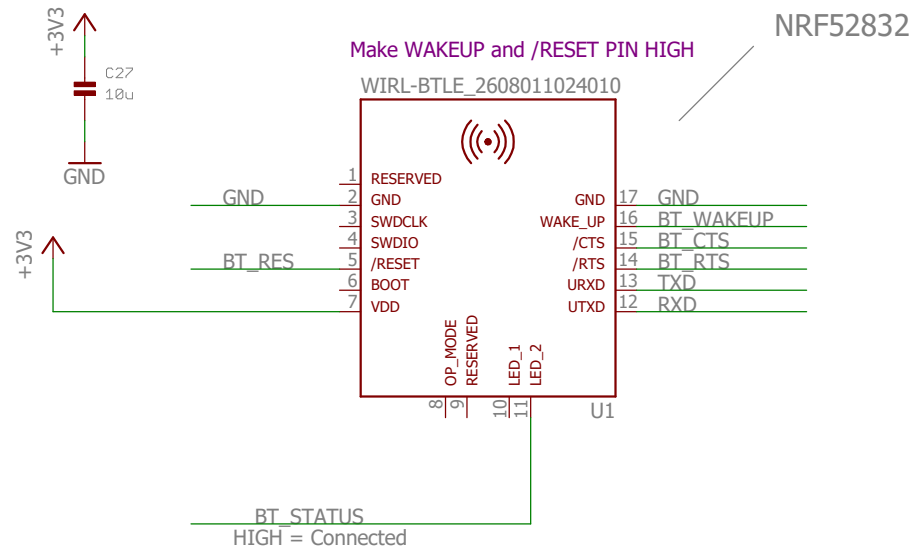 NRF52832
+3V3
Make WAKEUP and /RESET PIN HIGH
C27
10u
WIRL-BTLE_2608011024010
GND
1 RESERVED
GND 2 GND
3 SWDCLK
4 SWDIO
BT_RES 5 /RESET
6 BOOT
+3V3
7 VDD
GND 17 GND
WAKE_UP 16 BT_WAKEUP
/CTS 15 BT_CTS
/RTS 14 BT_RTS
URXD 13 TXD
UTXD 12 RXD
OP_MODE
RESERVED
LED_1
LED_2
8
9
10
11
U1
BT_STATUS
HIGH = Connected